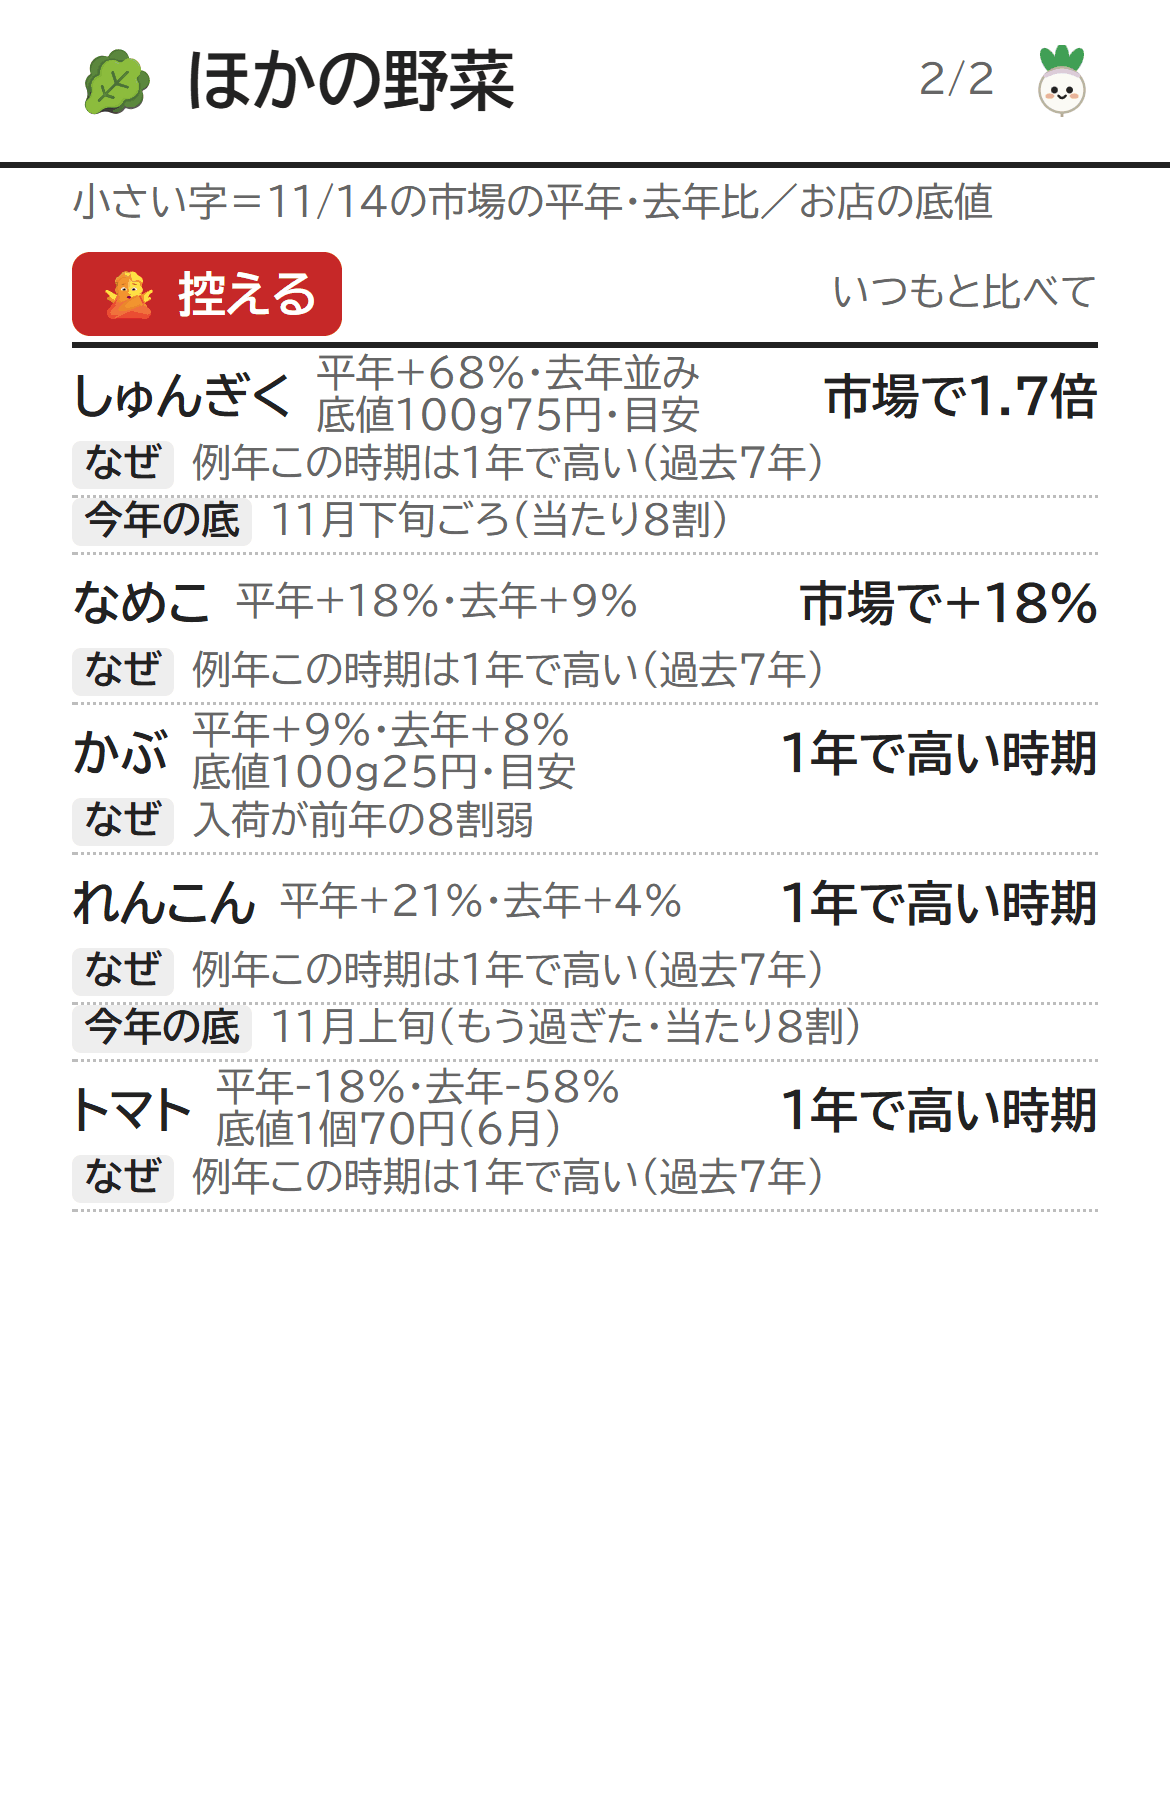 ほかの野菜 2/2
小さい字＝11/14の市場の平年・去年比／お店の底値
控える いつもと比べて
しゅんぎく 平年+68%・去年並み 市場で1.7倍
底値100g75円・目安
なぜ 例年この時期は1年で高い(過去7年)
今年の底 11月下旬ごろ(当たり8割)
なめこ 平年+18%・去年+9% 市場で+18%
なぜ 例年この時期は1年で高い(過去7年)
かぶ 平年+9%・去年+8% 1年で高い時期
底値100g25円・目安
なぜ 入荷が前年の8割弱
れんこん 平年+21%・去年+4% 1年で高い時期
なぜ 例年この時期は1年で高い(過去7年)
今年の底 11月上旬(もう過ぎた・当たり8割)
トマト 平年-18%・去年-58% 1年で高い時期
底値1個70円(6月)
なぜ 例年この時期は1年で高い(過去7年)